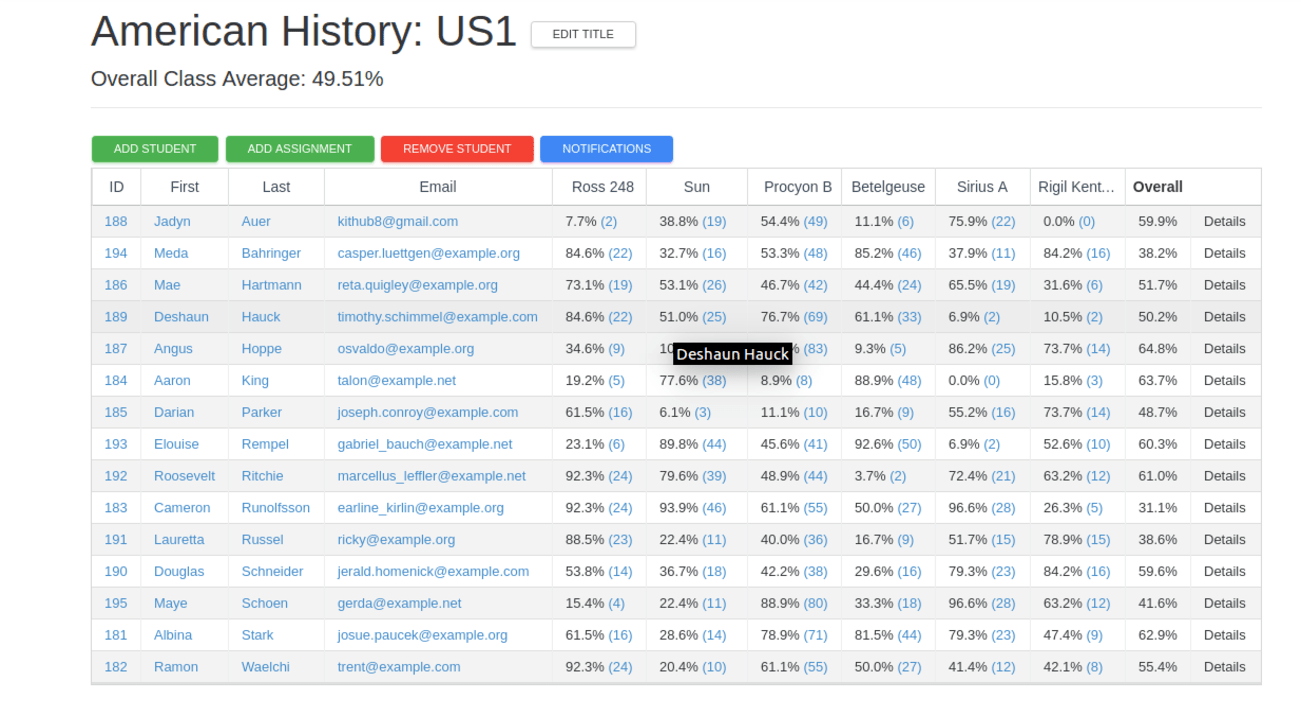 American History: US1 EDIT TITLE
Overall Class Average: 49.51%
ADD STUDENT ADD ASSIGNMENT REMOVE STUDENT NOTIFICATIONS
ID First Last Email Ross 248 Sun Procyon B Betelgeuse Sirius A Rigil Kent... Overall
188 Jadyn Auer kithub8@gmail.com 7.7% (2) 38.8% (19) 54.4% (49) 11.1% (6) 75.9% (22) 0.0% (0) 59.9% Details
194 Meda Bahringer casper.luettgen@example.org 84.6% (22) 32.7% (16) 53.3% (48) 85.2% (46) 37.9% (11) 84.2% (16) 38.2% Details
186 Mae Hartmann reta.quigley@example.org 73.1% (19) 53.1% (26) 46.7% (42) 44.4% (24) 65.5% (19) 31.6% (6) 51.7% Details
189 Deshaun Hauck timothy.schimmel@example.com 84.6% (22) 51.0% (25) 76.7% (69) 61.1% (33) 6.9% (2) 10.5% (2) 50.2% Details
187 Angus Hoppe osvaldo@example.org 34.6% (9) Deshaun Hauck (83) 9.3% (5) 86.2% (25) 73.7% (14) 64.8% Details
184 Aaron King talon@example.net 19.2% (5) 77.6% (38) 8.9% (8) 88.9% (48) 0.0% (0) 15.8% (3) 63.7% Details
185 Darian Parker joseph.conroy@example.com 61.5% (16) 6.1% (3) 11.1% (10) 16.7% (9) 55.2% (16) 73.7% (14) 48.7% Details
193 Elouise Rempel gabriel_bauch@example.net 23.1% (6) 89.8% (44) 45.6% (41) 92.6% (50) 6.9% (2) 52.6% (10) 60.3% Details
192 Roosevelt Ritchie marcellus_leffler@example.net 92.3% (24) 79.6% (39) 48.9% (44) 3.7% (2) 72.4% (21) 63.2% (12) 61.0% Details
183 Cameron Runolfsson earline_kirlin@example.org 92.3% (24) 93.9% (46) 61.1% (55) 50.0% (27) 96.6% (28) 26.3% (5) 31.1% Details
191 Lauretta Russel ricky@example.org 88.5% (23) 22.4% (11) 40.0% (36) 16.7% (9) 51.7% (15) 78.9% (15) 38.6% Details
190 Douglas Schneider jerald.homenick@example.com 53.8% (14) 36.7% (18) 42.2% (38) 29.6% (16) 79.3% (23) 84.2% (16) 59.6% Details
195 Maye Schoen gerda@example.net 15.4% (4) 22.4% (11) 88.9% (80) 33.3% (18) 96.6% (28) 63.2% (12) 41.6% Details
181 Albina Stark josue.paucek@example.org 61.5% (16) 28.6% (14) 78.9% (71) 81.5% (44) 79.3% (23) 47.4% (9) 62.9% Details
182 Ramon Waelchi trent@example.com 92.3% (24) 20.4% (10) 61.1% (55) 50.0% (27) 41.4% (12) 42.1% (8) 55.4% Details